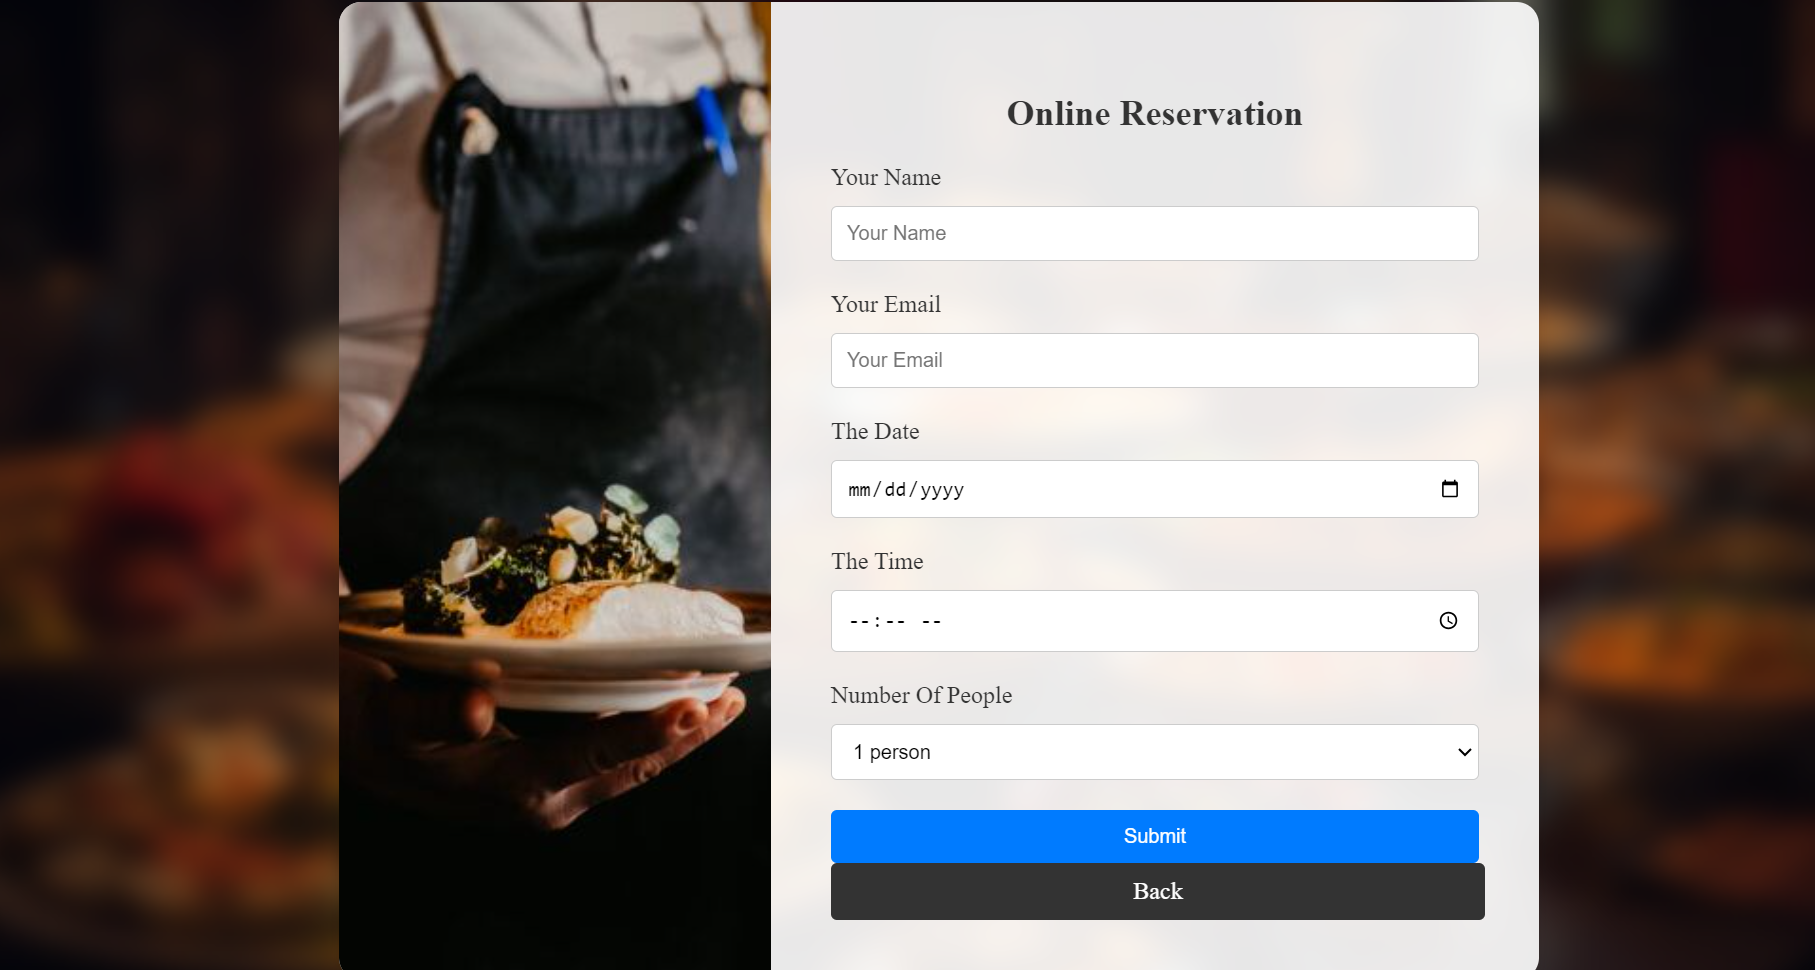 Online Reservation
Your Name
Your Name
Your Email
Your Email
The Date
mm/dd/yyyy
The Time
--:-- --
Number Of People
1 person
Submit
Back